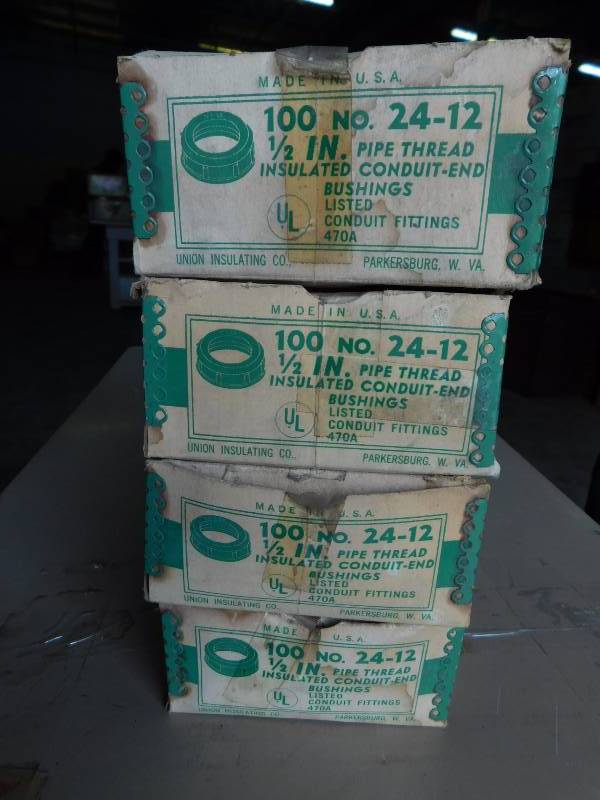 MADE IN U.S.A.
100 NO. 24-12
1/2 IN. PIPE THREAD
INSULATED CONDUIT-END
BUSHINGS
UL LISTED
CONDUIT FITTINGS
470A
UNION INSULATING CO., PARKERSBURG, W. VA.
MADE IN U.S.A.
100 NO. 24-12
1/2 IN. PIPE THREAD
INSULATED CONDUIT-END
BUSHINGS
UL LISTED
CONDUIT FITTINGS
470A
UNION INSULATING CO., PARKERSBURG, W. VA.
MADE IN U.S.A.
100 NO. 24-12
1/2 IN. PIPE THREAD
INSULATED CONDUIT-END
BUSHINGS
UL LISTED
CONDUIT FITTINGS
470A
UNION INSULATING CO. PARKERSBURG, W. VA.
MADE U.S.A.
100 NO. 24-12
1/2 IN. PIPE THREAD
INSULATED CONDUIT-END
BUSHINGS
UL LISTED
CONDUIT FITTINGS
470A
UNION INSULATING CO. PARKERSBURG, W. VA.